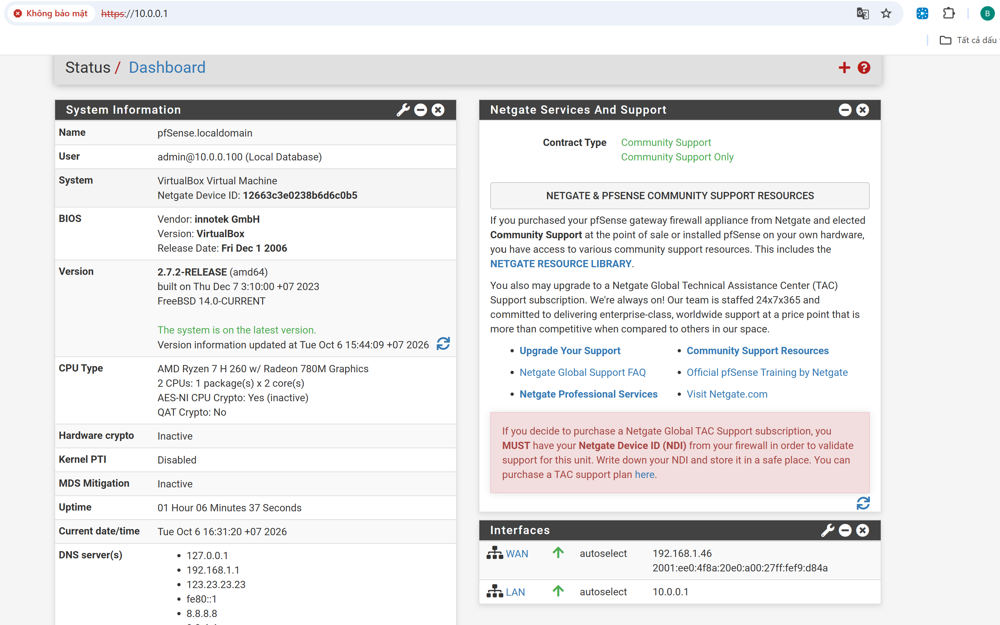 Không bảo mật https://10.0.0.1
B
Tất cả dấu
Status / Dashboard
System Information
Name pfSense.localdomain
User admin@10.0.0.100 (Local Database)
System VirtualBox Virtual Machine
Netgate Device ID: 12663c3e0238b6d6c0b5
BIOS Vendor: innotek GmbH
Version: VirtualBox
Release Date: Fri Dec 1 2006
Version 2.7.2-RELEASE (amd64)
built on Thu Dec 7 3:10:00 +07 2023
FreeBSD 14.0-CURRENT
The system is on the latest version.
Version information updated at Tue Oct 6 15:44:09 +07 2026
CPU Type AMD Ryzen 7 H 260 w/ Radeon 780M Graphics
2 CPUs: 1 package(s) x 2 core(s)
AES-NI CPU Crypto: Yes (inactive)
QAT Crypto: No
Hardware crypto Inactive
Kernel PTI Disabled
MDS Mitigation Inactive
Uptime 01 Hour 06 Minutes 37 Seconds
Current date/time Tue Oct 6 16:31:20 +07 2026
DNS server(s) • 127.0.0.1
• 192.168.1.1
• 123.23.23.23
• fe80::1
• 8.8.8.8
Netgate Services And Support
Contract Type Community Support
Community Support Only
NETGATE & PFSENSE COMMUNITY SUPPORT RESOURCES
If you purchased your pfSense gateway firewall appliance from Netgate and elected
Community Support at the point of sale or installed pfSense on your own hardware,
you have access to various community support resources. This includes the
NETGATE RESOURCE LIBRARY.
You also may upgrade to a Netgate Global Technical Assistance Center (TAC)
Support subscription. We're always on! Our team is staffed 24x7x365 and
committed to delivering enterprise-class, worldwide support at a price point that is
more than competitive when compared to others in our space.
• Upgrade Your Support • Community Support Resources
• Netgate Global Support FAQ • Official pfSense Training by Netgate
• Netgate Professional Services • Visit Netgate.com
If you decide to purchase a Netgate Global TAC Support subscription, you
MUST have your Netgate Device ID (NDI) from your firewall in order to validate
support for this unit. Write down your NDI and store it in a safe place. You can
purchase a TAC support plan here.
Interfaces
WAN autoselect 192.168.1.46
2001:ee0:4f8a:20e0:a00:27ff:fef9:d84a
LAN autoselect 10.0.0.1